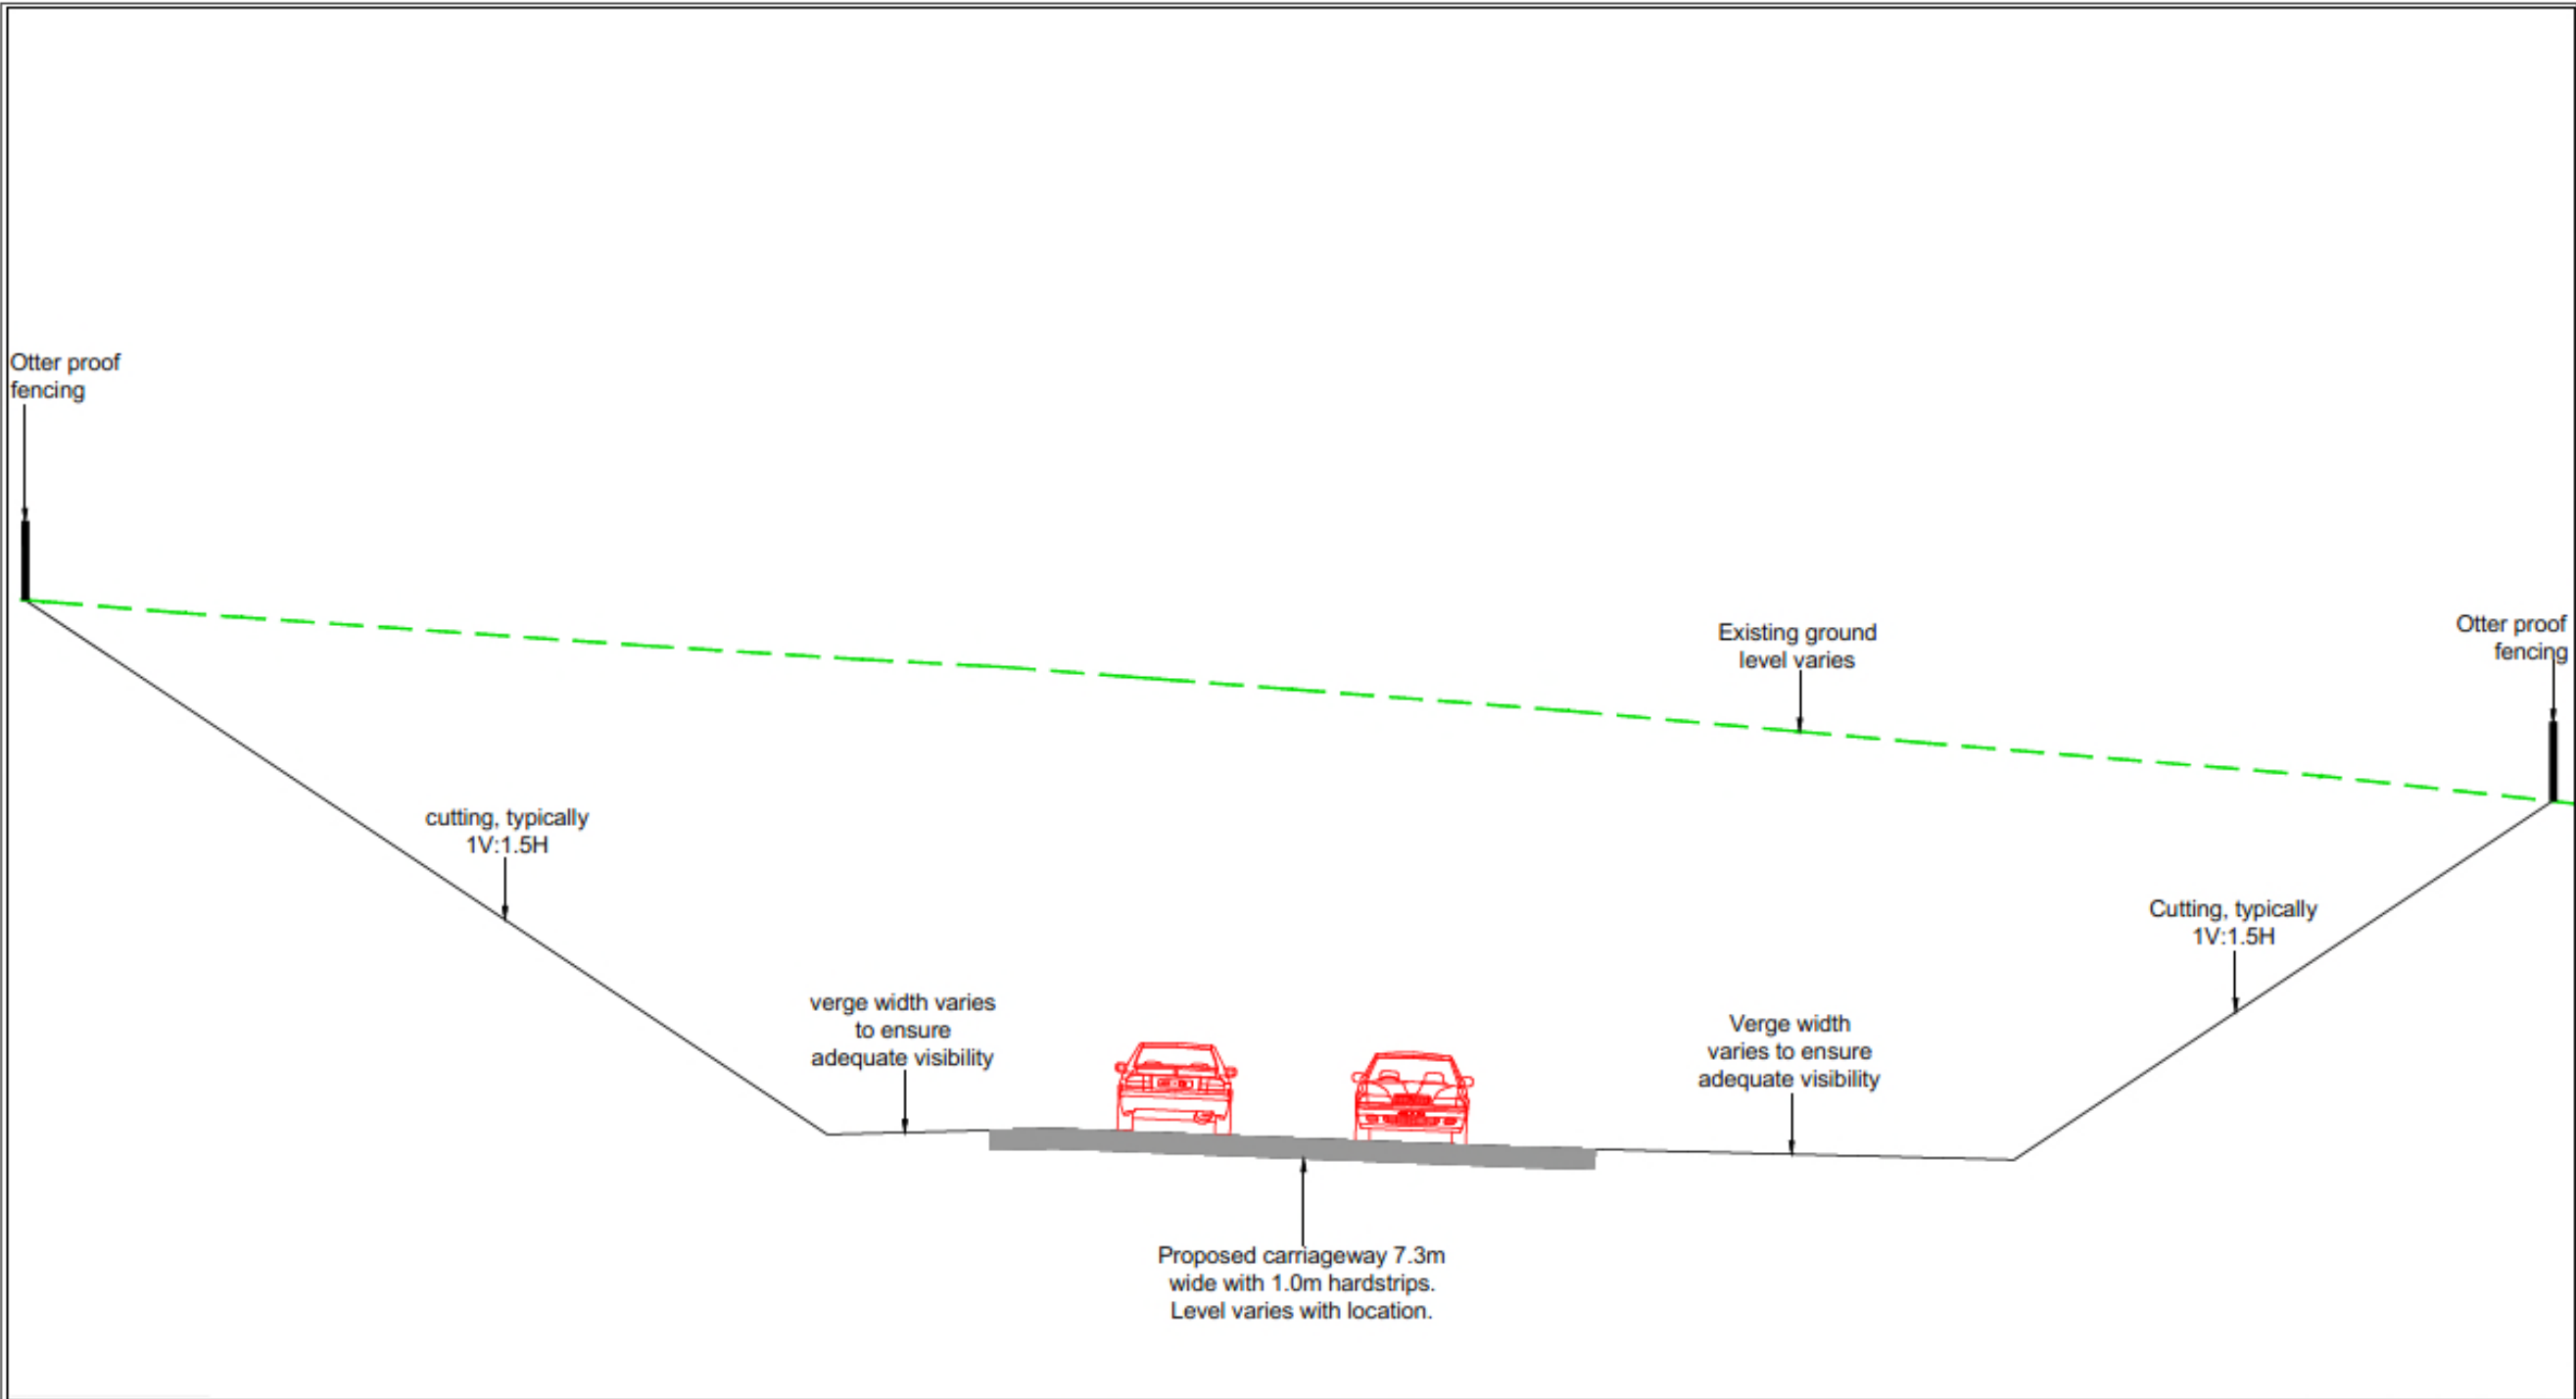 Otter proof
fencing
Existing ground
level varies
Otter proof
fencing
cutting, typically
1V:1.5H
Cutting, typically
1V:1.5H
verge width varies
to ensure
adequate visibility
Verge width
varies to ensure
adequate visibility
Proposed carriageway 7.3m
wide with 1.0m hardstrips.
Level varies with location.